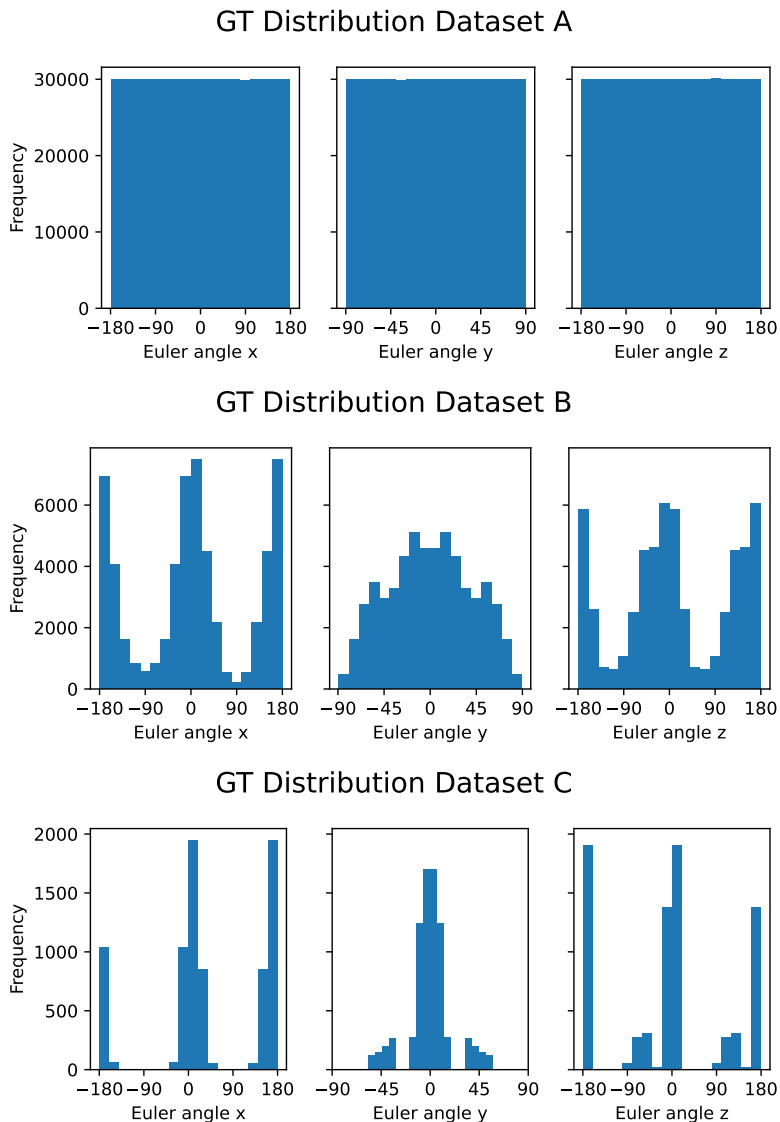 GT Distribution Dataset A
30000
20000
10000
0
Frequency
−180 −90 0 90 180
Euler angle x
−90 −45 0 45 90
Euler angle y
−180 −90 0 90 180
Euler angle z
GT Distribution Dataset B
6000
4000
2000
0
Frequency
−180 −90 0 90 180
Euler angle x
−90 −45 0 45 90
Euler angle y
−180 −90 0 90 180
Euler angle z
GT Distribution Dataset C
2000
1500
1000
500
0
Frequency
−180 −90 0 90 180
Euler angle x
−90 −45 0 45 90
Euler angle y
−180 −90 0 90 180
Euler angle z